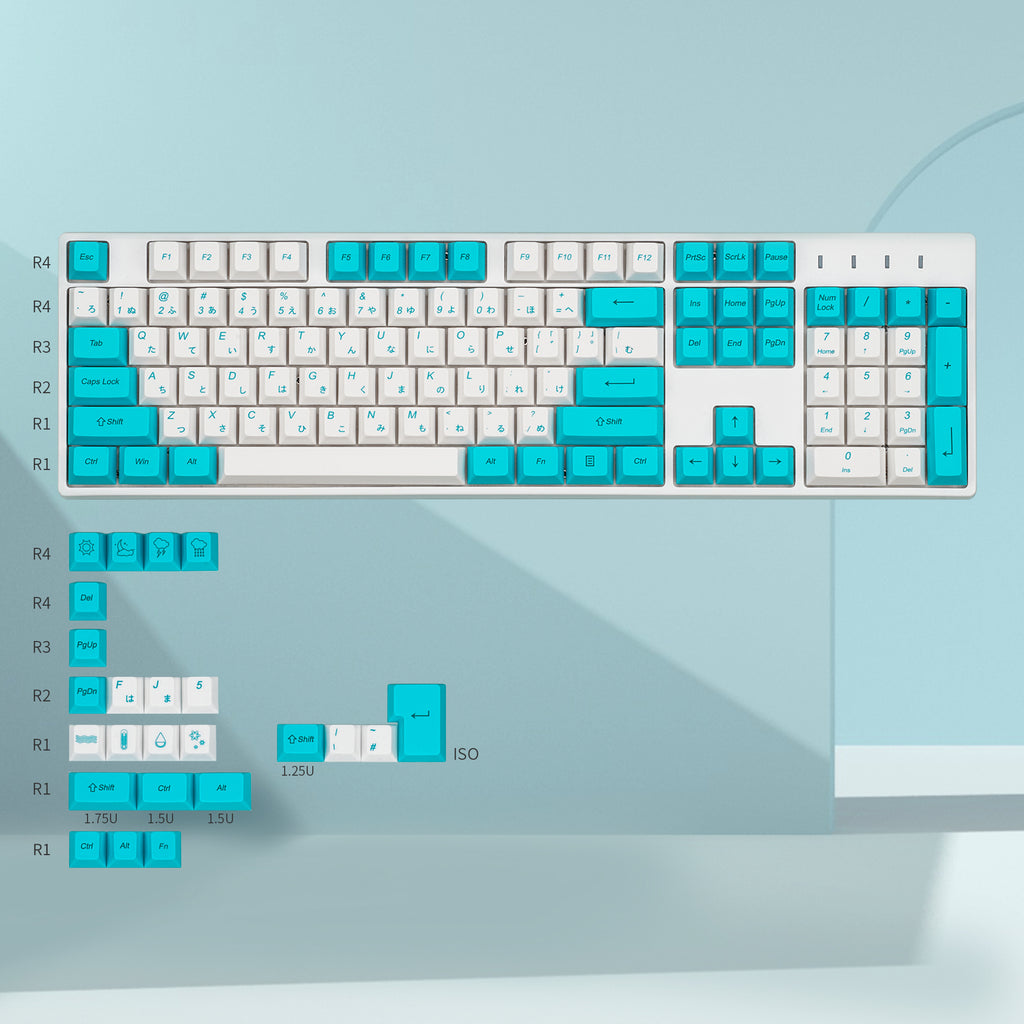 R4 Esc F1 F2 F3 F4 F5 F6 F7 F8 F9 F10 F11 F12 PrtSc ScrLk Pause
R4 ~ ろ ! 1 ぬ @ 2 ふ # 3 あ $ 4 う % 5 え ^ 6 お & 7 や * 8 ゆ ( 9 よ ) 0 わ - ほ + = へ ← Ins Home PgUp Num Lock / * -
R3 Tab Q た W て E い R す T か Y ん U な I に O ら P せ { [ } ] | む Del End PgDn 7 Home 8 ↑ 9 PgUp +
R2 Caps Lock A ち S と D し F は G き H く J ま K の L り : れ " け 4 ← 5 6 →
R1 ⇧Shift Z つ X さ C そ V ひ B こ N み M も < ね > る ? / め ⇧Shift ↑ 1 End 2 ↓ 3 PgDn
R1 Ctrl Win Alt Alt Fn Ctrl ← ↓ → 0 Ins . Del
R4
R4 Del
R3 PgUp
R2 PgDn F は J ま 5
R1 ⇧Shift | \ ~ #
1.25U
ISO
R1 ⇧Shift Ctrl Alt
1.75U 1.5U 1.5U
R1 Ctrl Alt Fn